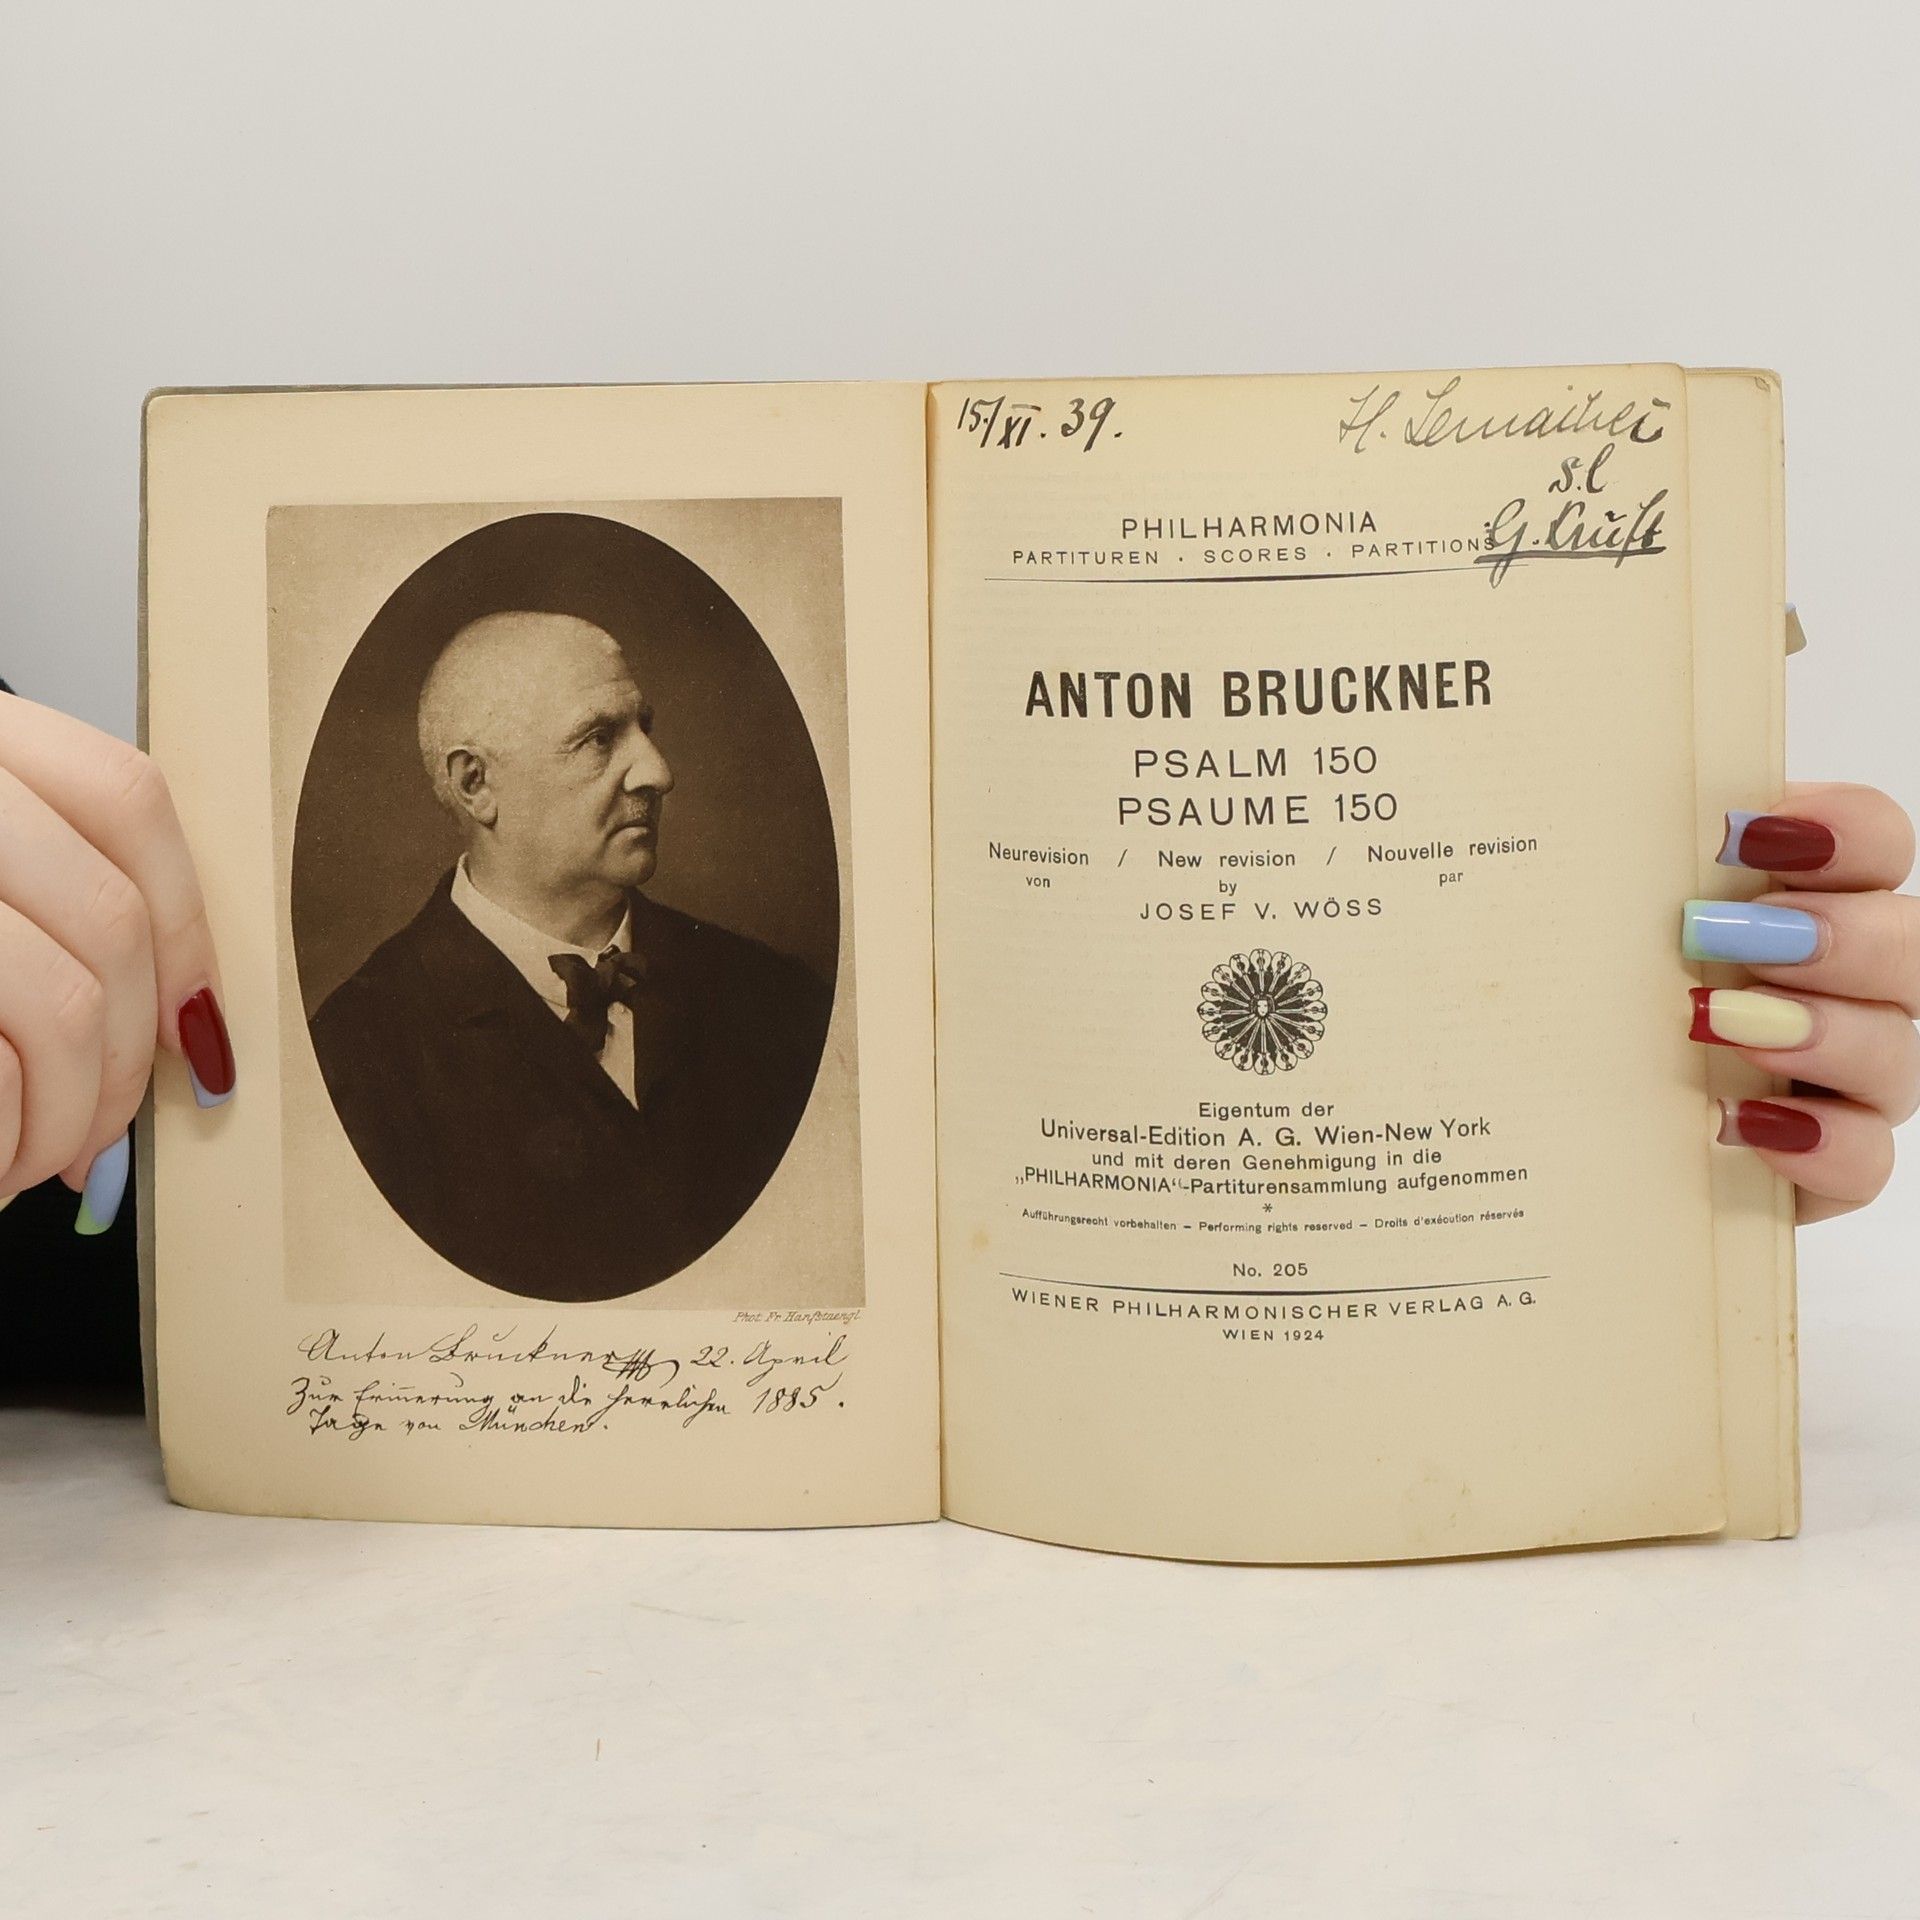 Phot. Fr. Hanfstaengl
Anton Bruckner 22. April
Zur Erinnerung an die herrlichen 1885.
Tage von München.
15./XI. 39.
H.
s.l
G.
PHILHARMONIA
PARTITUREN · SCORES · PARTITIONS
ANTON BRUCKNER
PSALM 150
PSAUME 150
Neurevision / New revision / Nouvelle revision
von by par
JOSEF V. WÖSS
Eigentum der
Universal-Edition A. G. Wien-New York
und mit deren Genehmigung in die
„PHILHARMONIA“-Partiturensammlung aufgenommen
*
Aufführungsrecht vorbehalten – Performing rights reserved – Droits d'exécution réservés
No. 205
WIENER PHILHARMONISCHER VERLAG A. G.
WIEN 1924